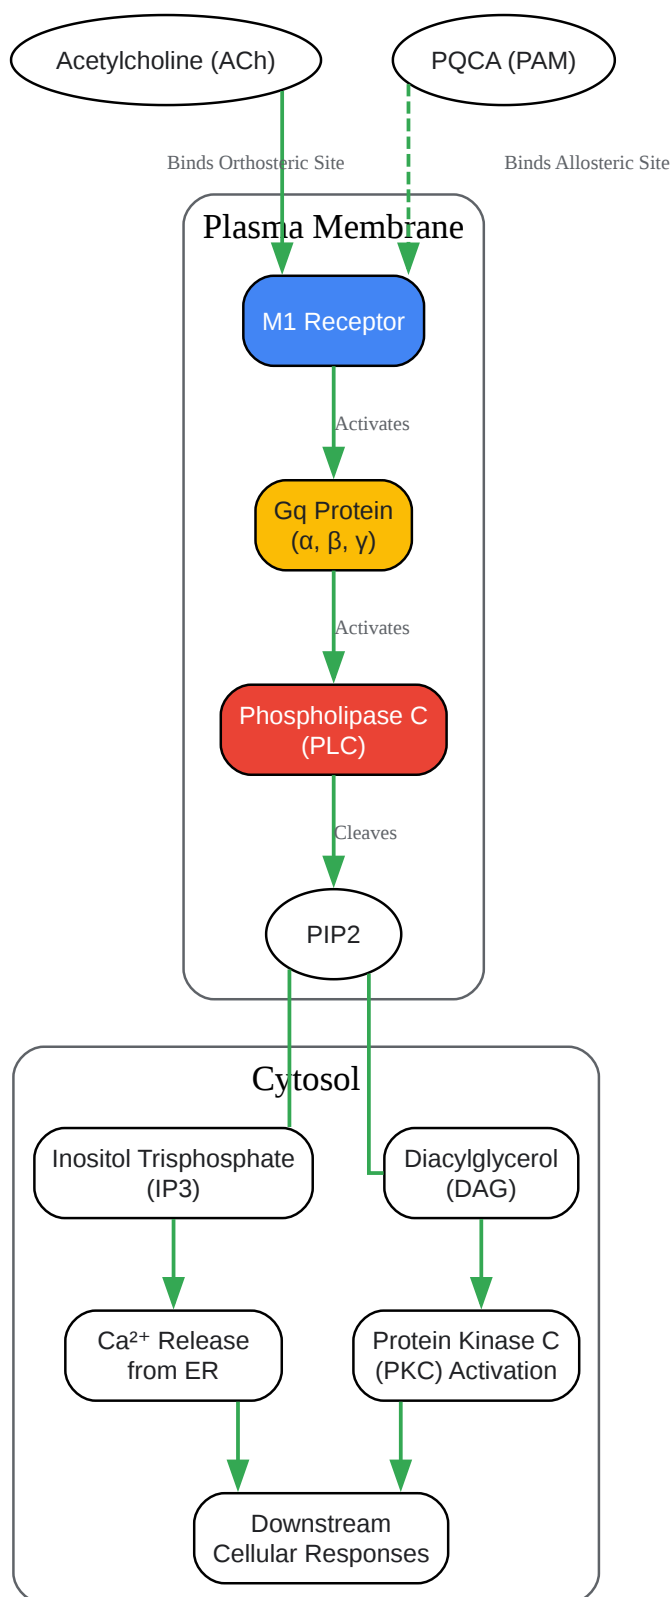 Acetylcholine (ACh)
PQCA (PAM)
Binds Orthosteric Site
Binds Allosteric Site
Plasma Membrane
M1 Receptor
Activates
Gq Protein
(α, β, γ)
Activates
Phospholipase C
(PLC)
Cleaves
PIP2
Cytosol
Inositol Trisphosphate
(IP3)
Diacylglycerol
(DAG)
Ca²⁺ Release
from ER
Protein Kinase C
(PKC) Activation
Downstream
Cellular Responses